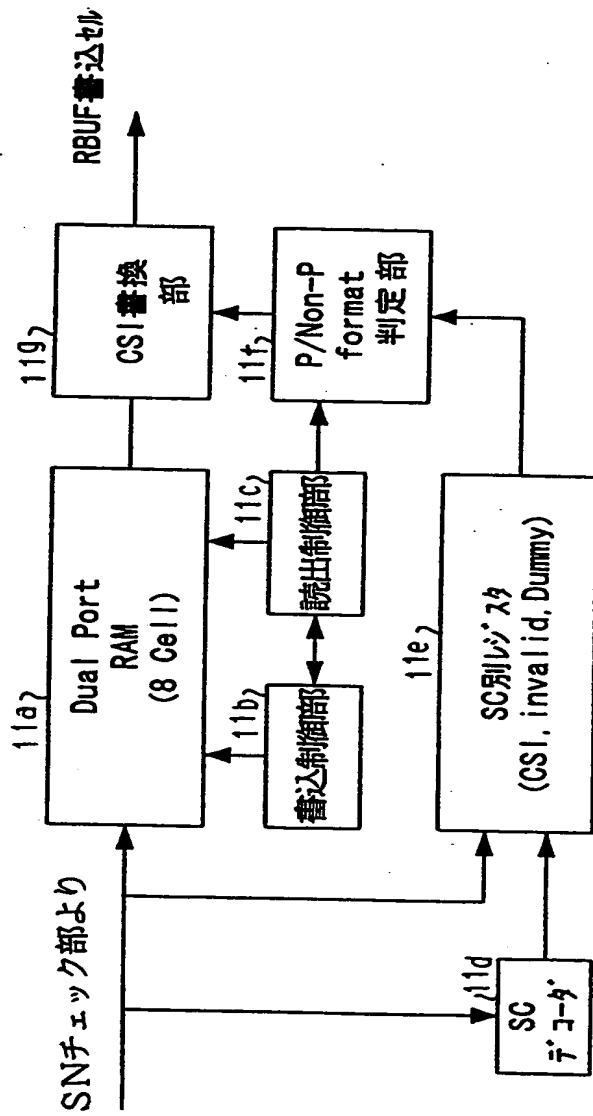 SNチェック部より
11a
Dual Port
RAM
(8 Cell)
11g
CSI書換
部
RBUF書込セル
11b
書込制御部
11c
読出制御部
11f
P/Non-P
format
判定部
11d
SC
デコーダ
11e
SC別レジスタ
(CSI, invalid, Dummy)